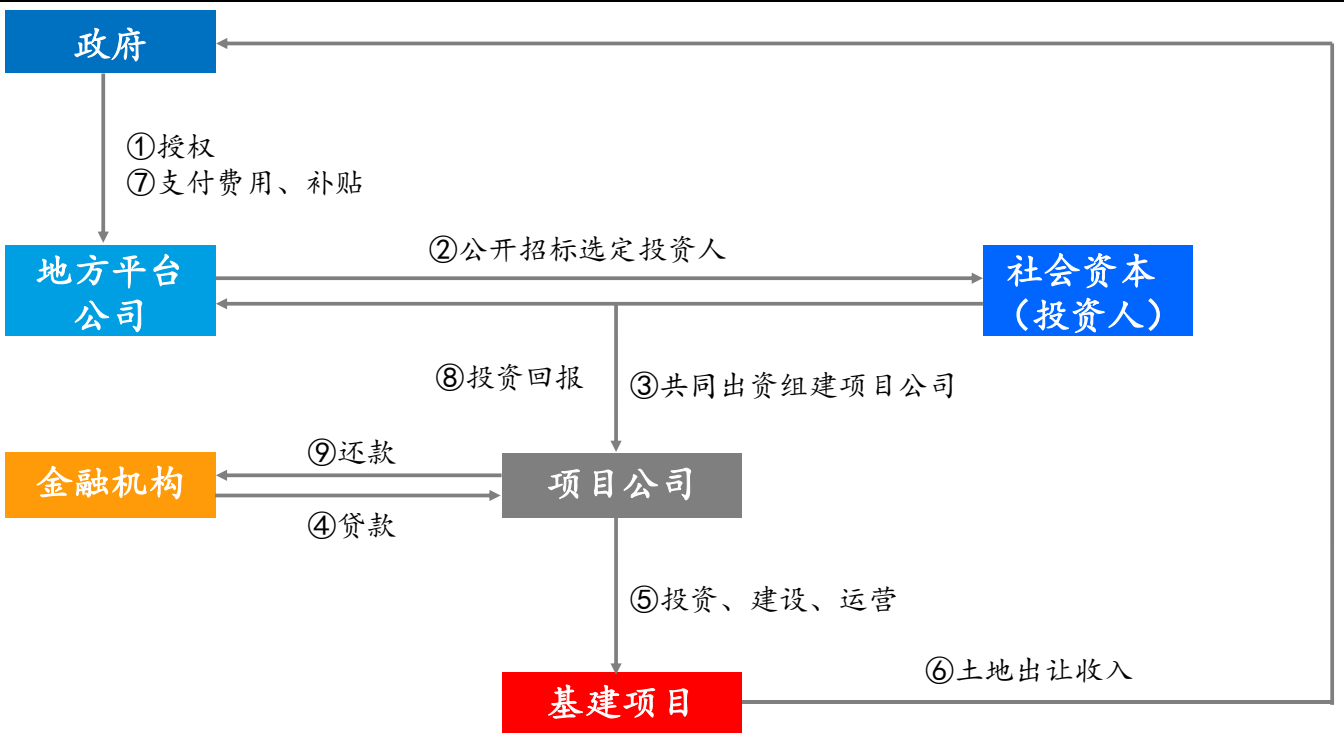 政府
①授权
⑦支付费用、补贴
地方平台
公司
②公开招标选定投资人
社会资本
（投资人）
⑧投资回报
③共同出资组建项目公司
金融机构
⑨还款
④贷款
项目公司
⑤投资、建设、运营
⑥土地出让收入
基建项目